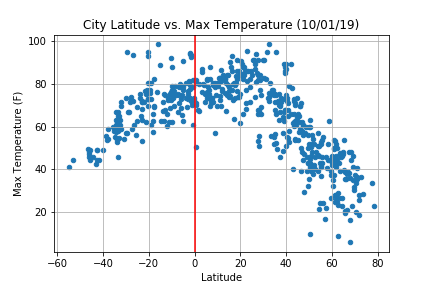 City Latitude vs. Max Temperature (10/01/19)
100
80
60
40
20
Max Temperature (F)
−60 −40 −20 0 20 40 60 80
Latitude